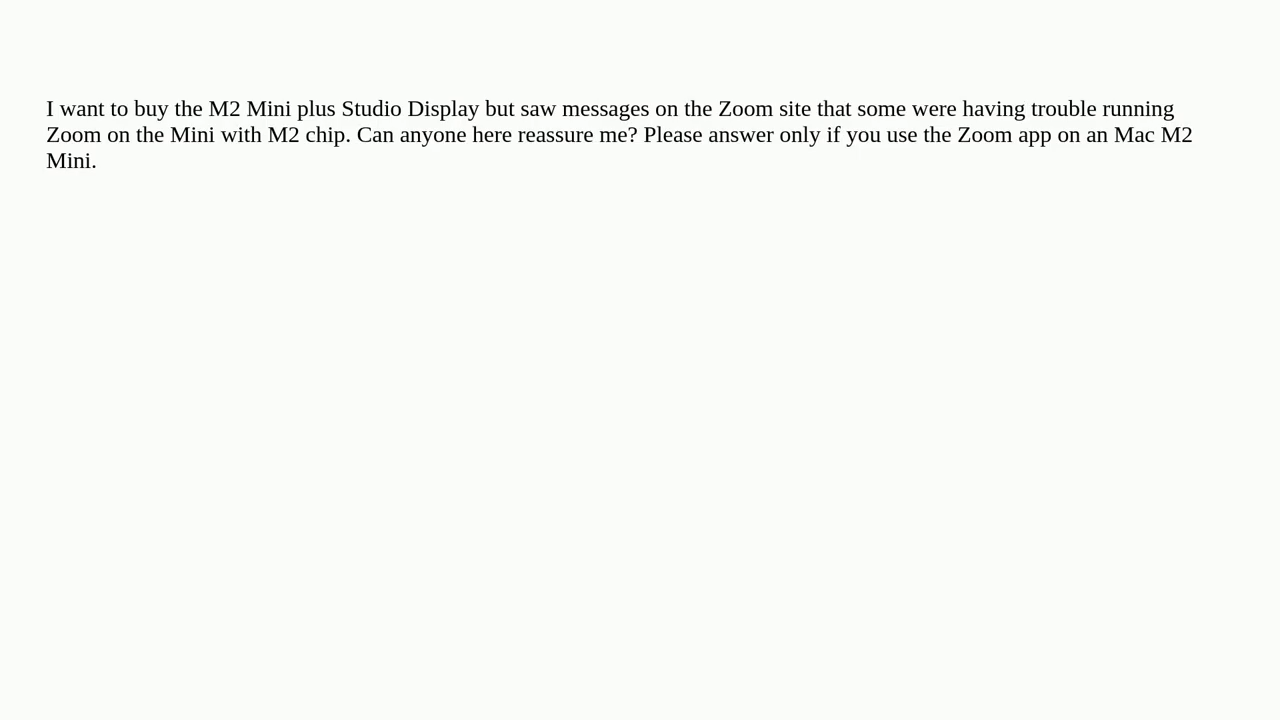 I want to buy the M2 Mini plus Studio Display but saw messages on the Zoom site that some were having trouble running
Zoom on the Mini with M2 chip. Can anyone here reassure me? Please answer only if you use the Zoom app on an Mac M2
Mini.